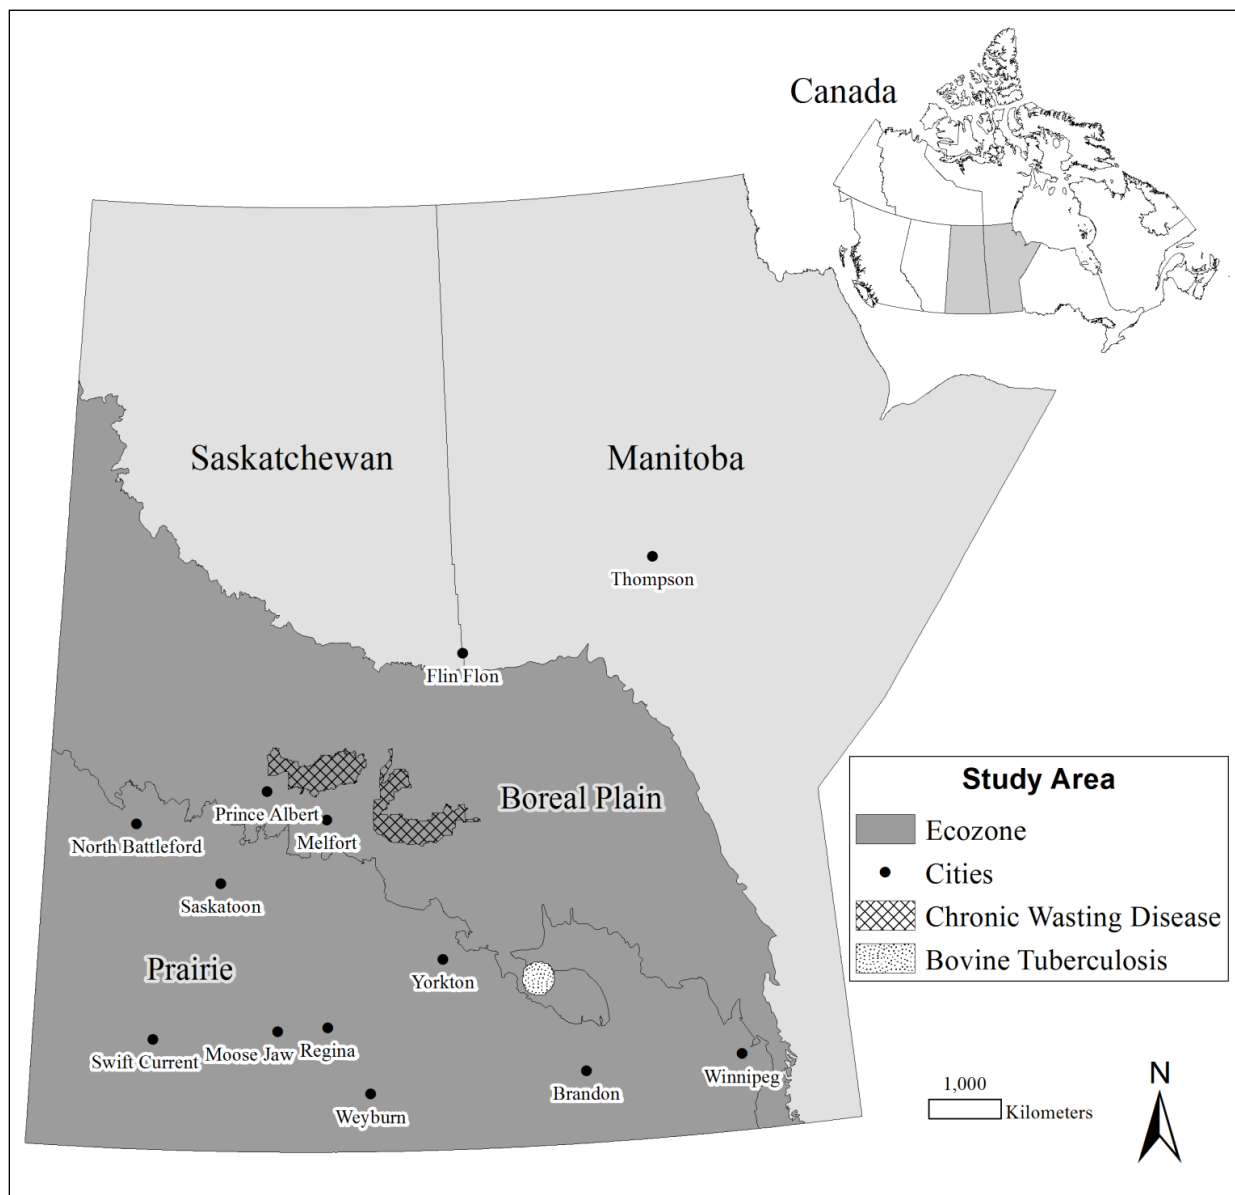 Canada
Saskatchewan
Manitoba
Thompson
Flin Flon
Boreal Plain
Prince Albert
North Battleford
Melfort
Saskatoon
Prairie
Yorkton
Swift Current
Moose Jaw
Regina
Weyburn
Brandon
Winnipeg
Study Area
Ecozone
Cities
Chronic Wasting Disease
Bovine Tuberculosis
1,000
Kilometers
N